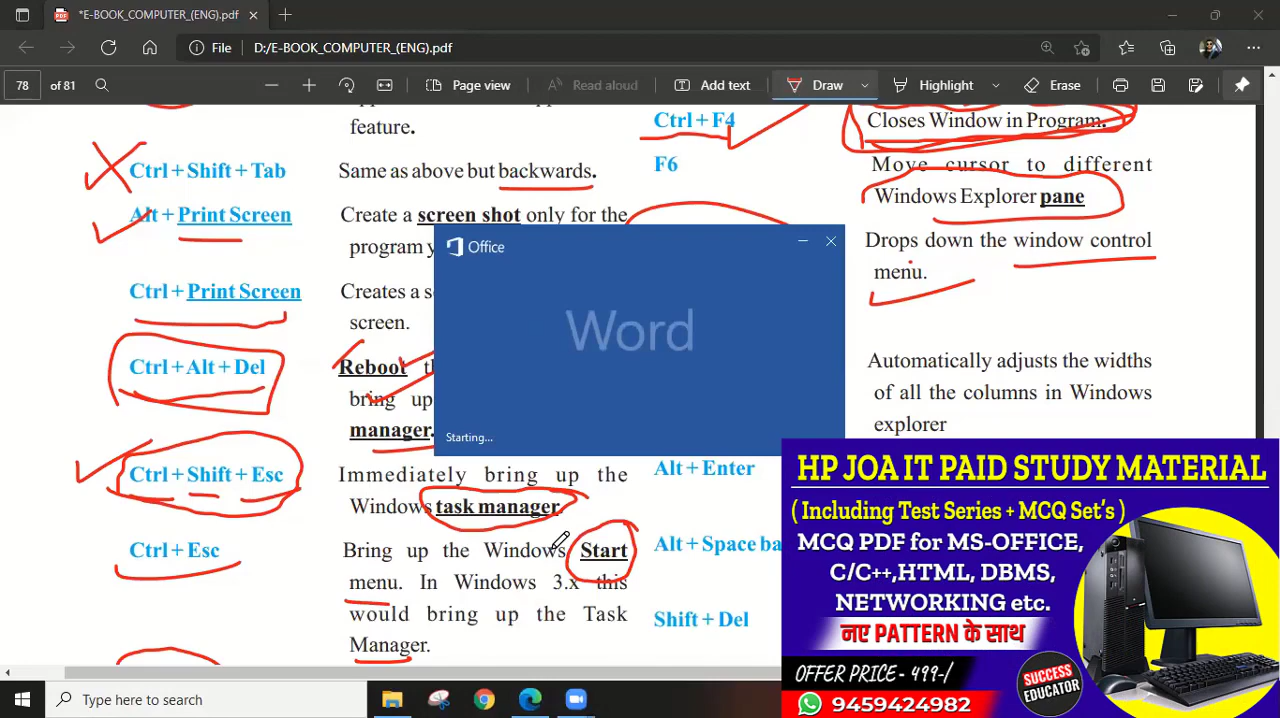 *E-BOOK_COMPUTER_(ENG).pdf
File D:/E-BOOK_COMPUTER_(ENG).pdf
78 of 81 Page view Read aloud Add text Draw Highlight Erase
feature.
Ctrl + Shift + Tab Same as above but backwards.
Alt + Print Screen Create a screen shot only for the
program
Ctrl + Print Screen Creates a
screen.
Ctrl + Alt + Del Reboot
bring up
manager.
Ctrl + Shift + Esc Immediately bring up the
Windows task manager.
Ctrl + Esc Bring up the Windows Start
menu. In Windows 3.x this
would bring up the Task
Manager.
Ctrl + F4 Closes Window in Program.
F6 Move cursor to different
Windows Explorer pane
Drops down the window control
menu.
Automatically adjusts the widths
of all the columns in Windows
explorer
Alt + Enter
Alt + Space ba
Shift + Del
Office
Word
Starting...
HP JOA IT PAID STUDY MATERIAL
( Including Test Series + MCQ Set's )
MCQ PDF for MS-OFFICE,
C/C++,HTML, DBMS,
NETWORKING etc.
नए PATTERN के साथ
OFFER PRICE - 499-/
9459424982
SUCCESS
EDUCATOR
Type here to search